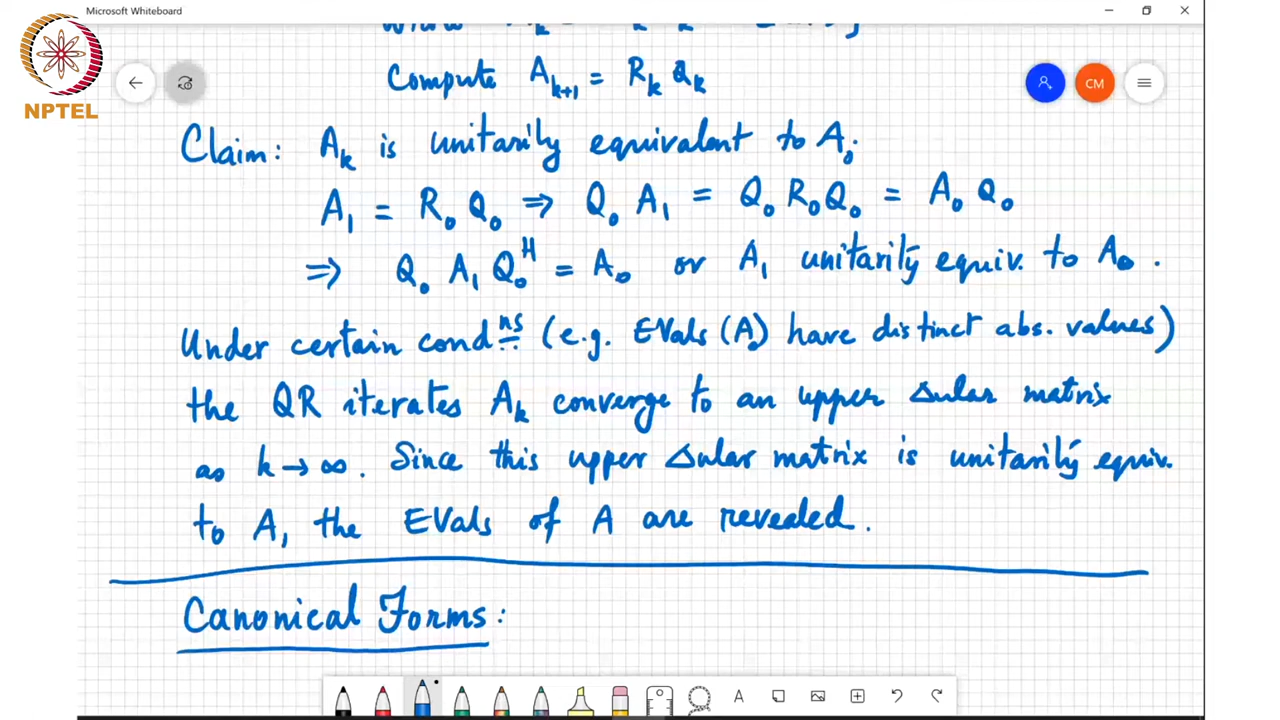 Microsoft Whiteboard
NPTEL
CM
Compute A_{k+1} = R_k Q_k
Claim: A_k is unitarily equivalent to A_0.
A_1 = R_0 Q_0 ⇒ Q_0 A_1 = Q_0 R_0 Q_0 = A_0 Q_0
⇒ Q_0 A_1 Q_0^H = A_0 or A_1 unitarily equiv. to A_0.
Under certain cond^{ns} (e.g. EVals (A_0) have distinct abs. values)
the QR iterates A_k converge to an upper Δular matrix
as k → ∞. Since this upper Δular matrix is unitarily equiv.
to A, the EVals of A are revealed.
Canonical Forms:
A